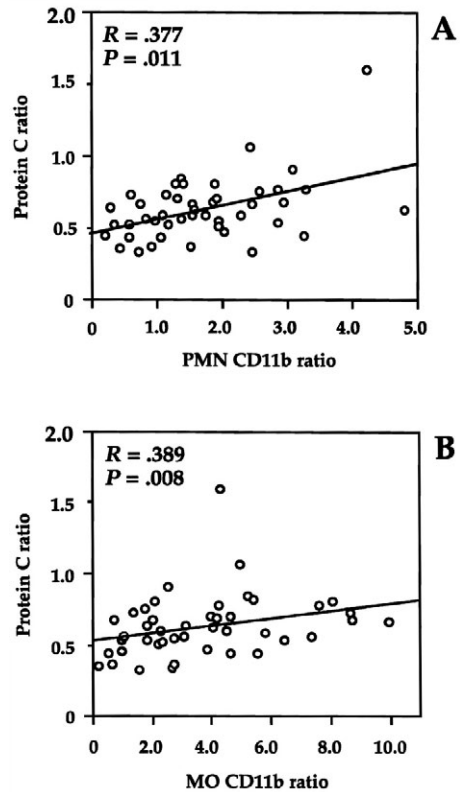 A
R = .377
P = .011
2.0
1.5
1.0
0.5
0
Protein C ratio
0 1.0 2.0 3.0 4.0 5.0
PMN CD11b ratio
B
R = .389
P = .008
2.0
1.5
1.0
0.5
0
Protein C ratio
0 2.0 4.0 6.0 8.0 10.0
MO CD11b ratio